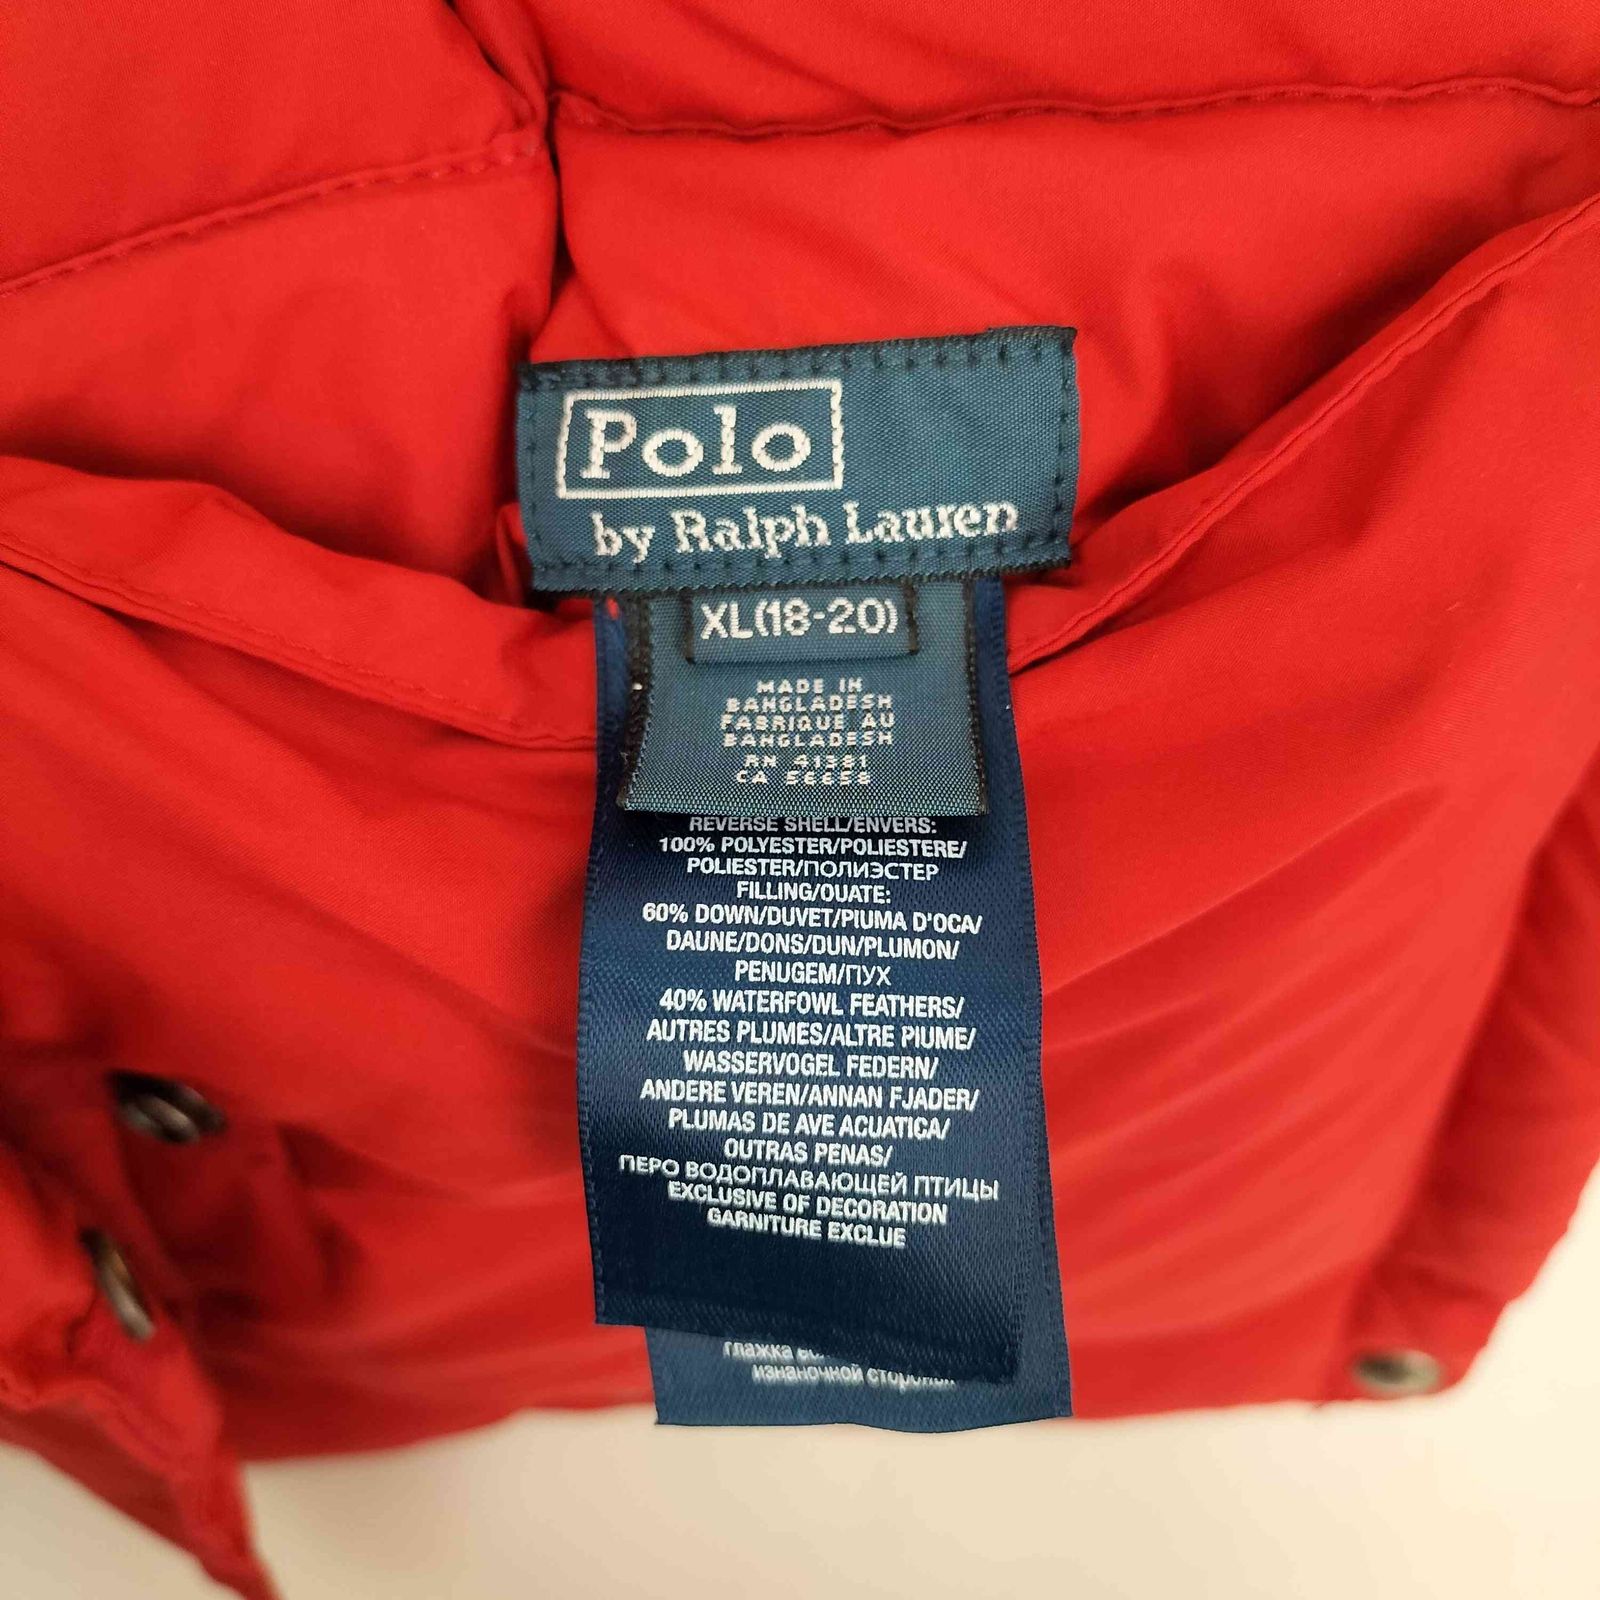 Polo
by Ralph Lauren
XL(18-20)
MADE IN
BANGLADESH
FABRIQUE AU
BANGLADESH
RN 41381
CA 56658
REVERSE SHELL/ENVERS:
100% POLYESTER/POLIESTERE/
POLIESTER/ПОЛИЭСТЕР
FILLING/OUATE:
60% DOWN/DUVET/PIUMA D'OCA/
DAUNE/DONS/DUN/PLUMON/
PENUGEM/ПУХ
40% WATERFOWL FEATHERS/
AUTRES PLUMES/ALTRE PIUME/
WASSERVOGEL FEDERN/
ANDERE VEREN/ANNAN FJADER/
PLUMAS DE AVE ACUATICA/
OUTRAS PENAS/
ПЕРО ВОДОПЛАВАЮЩЕЙ ПТИЦЫ
EXCLUSIVE OF DECORATION
GARNITURE EXCLUE
глажка
изнаночной стороны